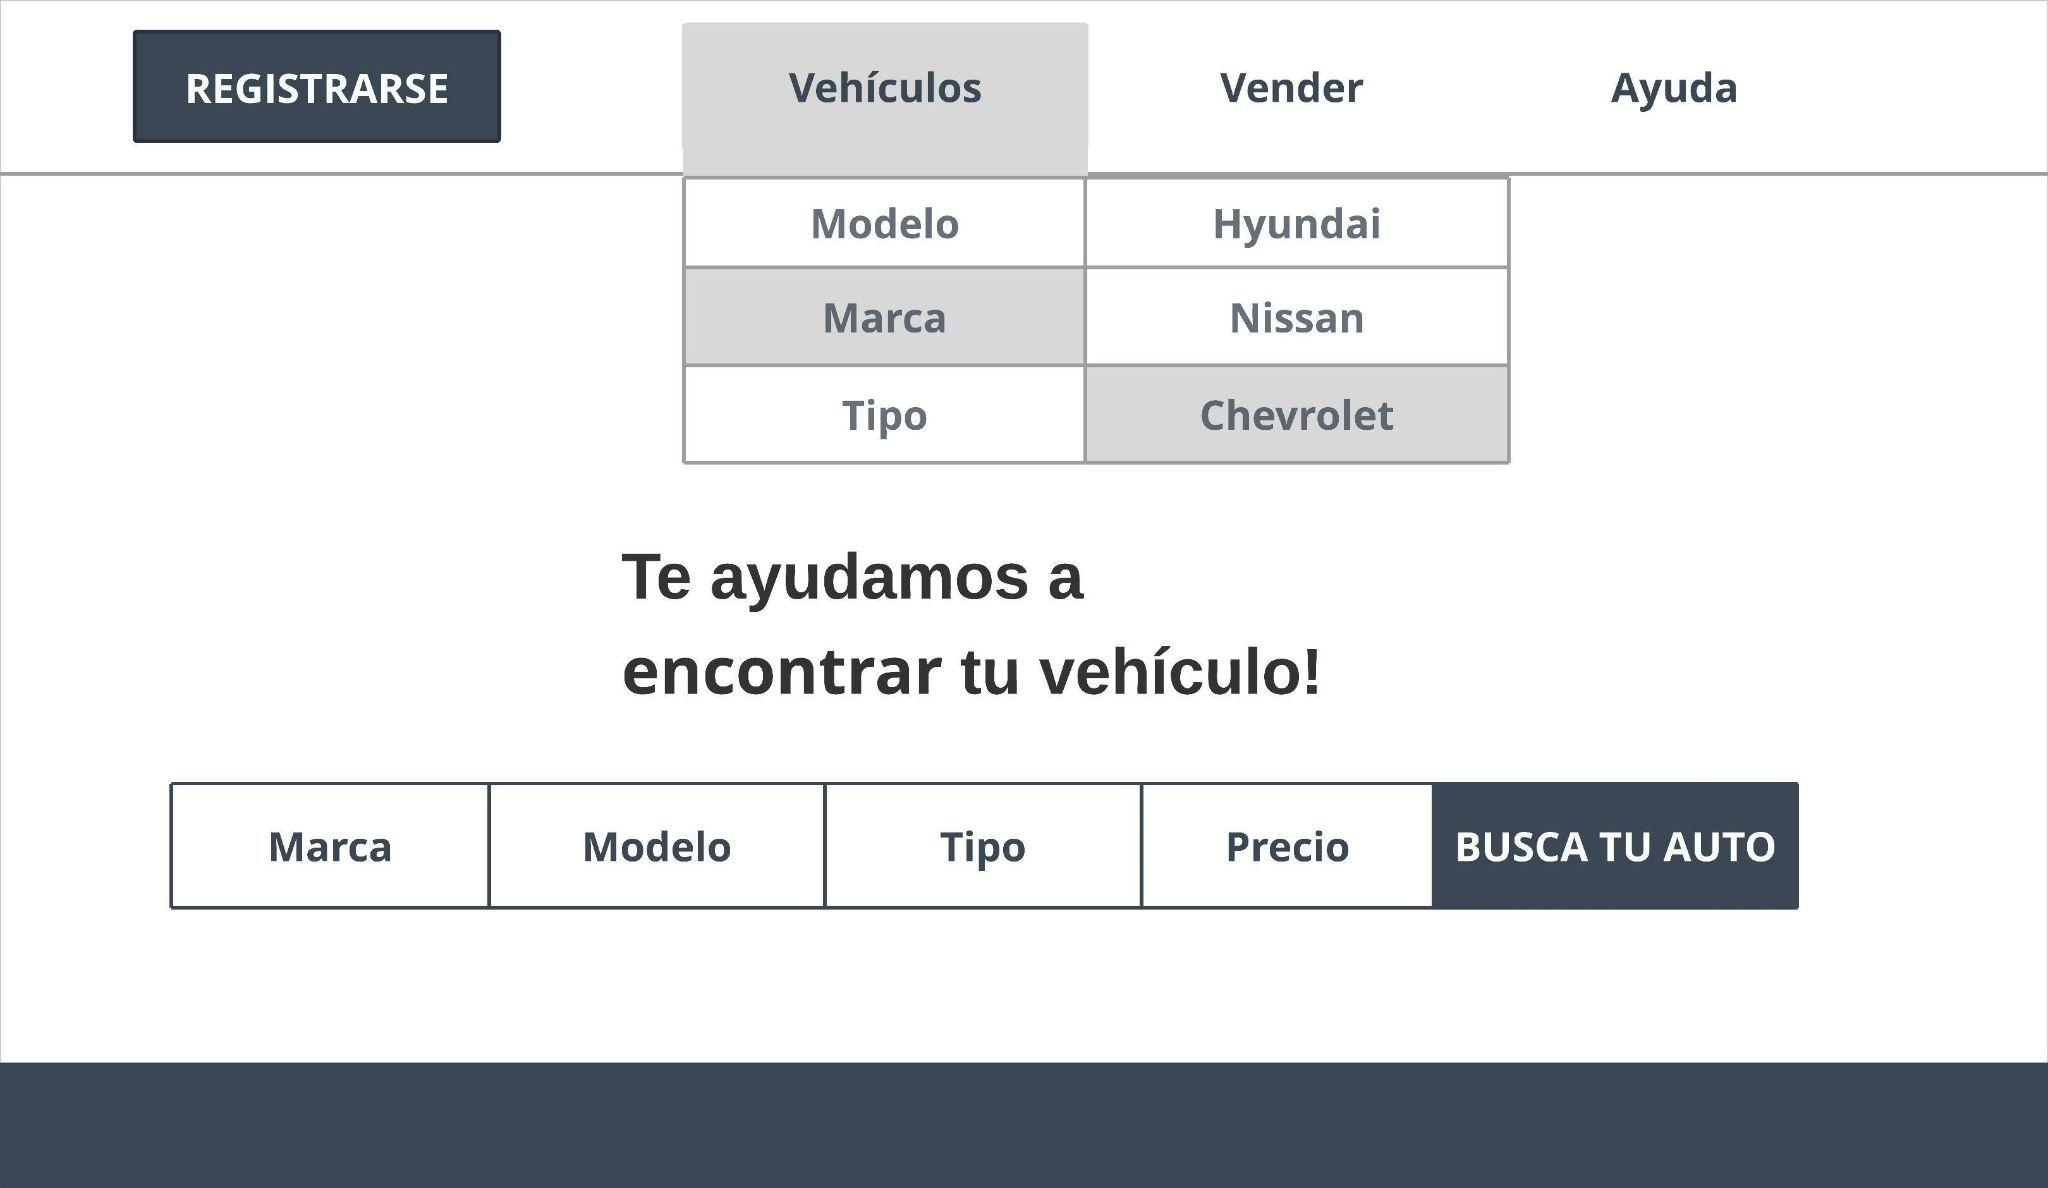 REGISTRARSE Vehículos Vender Ayuda
Modelo Hyundai
Marca Nissan
Tipo Chevrolet
Te ayudamos a
encontrar tu vehículo!
Marca Modelo Tipo Precio BUSCA TU AUTO